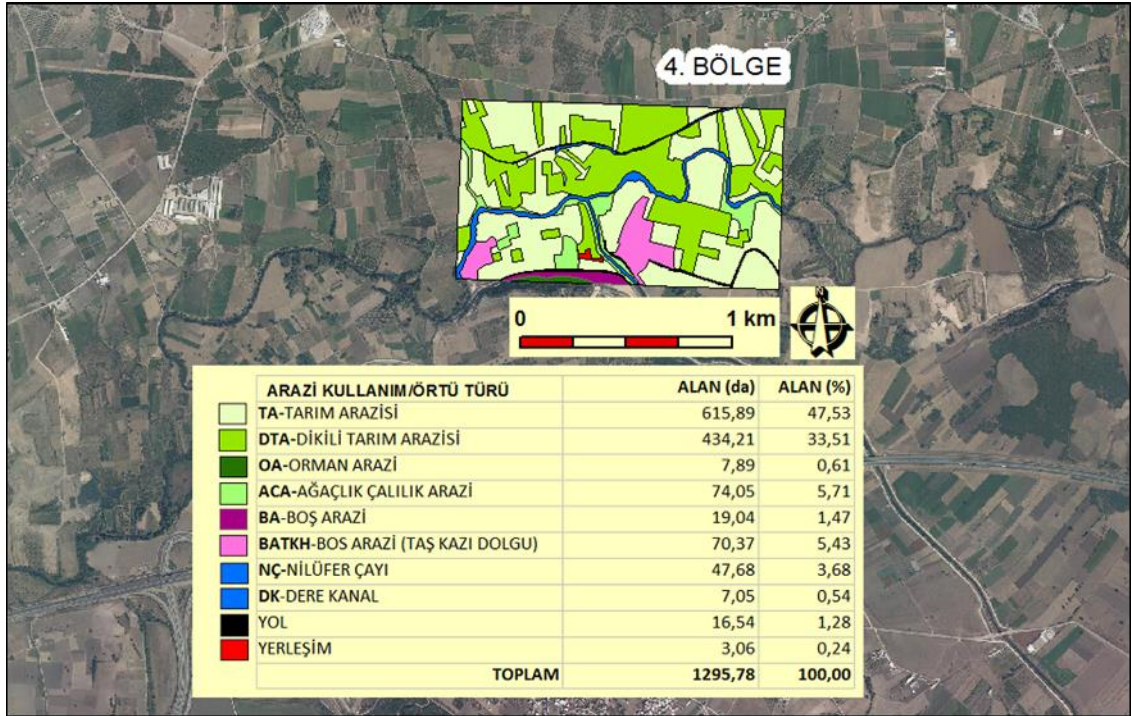 4. BÖLGE
N
0 1 km
ARAZİ KULLANIM/ÖRTÜ TÜRÜ ALAN (da) ALAN (%)
TA-TARIM ARAZİSİ 615,89 47,53
DTA-DİKİLİ TARIM ARAZİSİ 434,21 33,51
OA-ORMAN ARAZİ 7,89 0,61
ACA-AĞAÇLIK ÇALILIK ARAZİ 74,05 5,71
BA-BOŞ ARAZİ 19,04 1,47
BATKH-BOS ARAZİ (TAŞ KAZI DOLGU) 70,37 5,43
NÇ-NİLÜFER ÇAYI 47,68 3,68
DK-DERE KANAL 7,05 0,54
YOL 16,54 1,28
YERLEŞİM 3,06 0,24
TOPLAM 1295,78 100,00